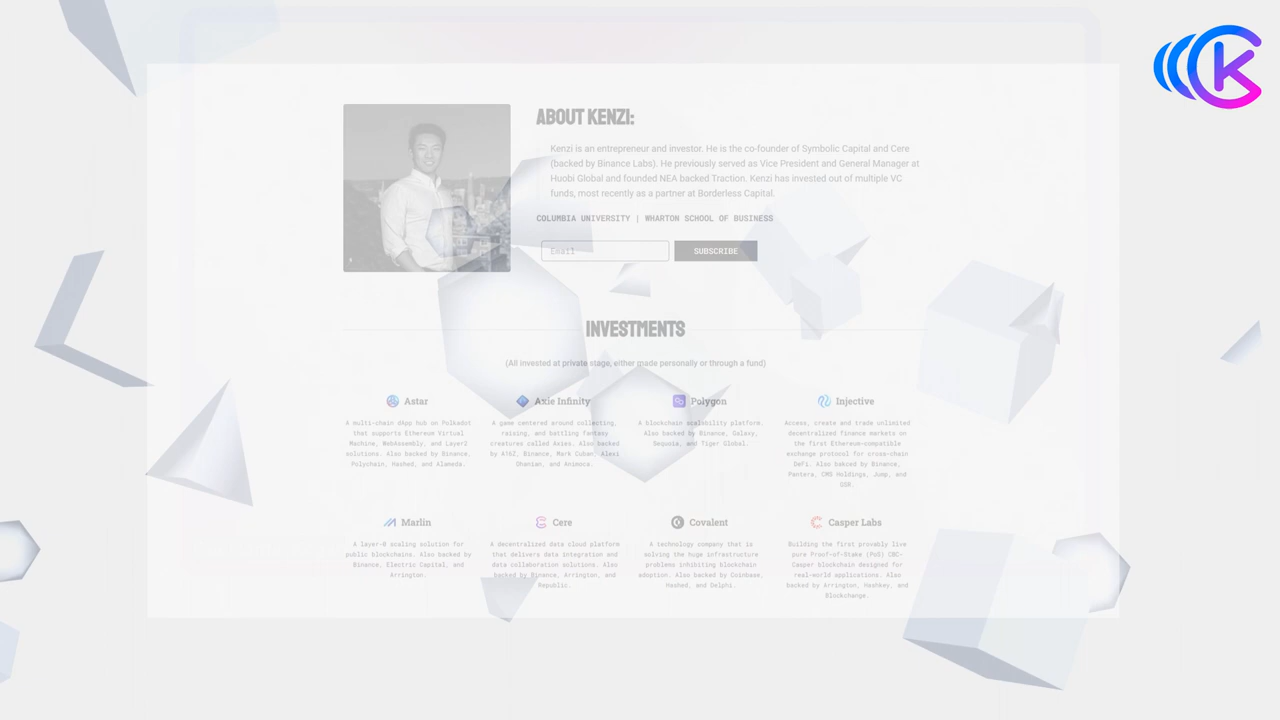 ABOUT KENZI:
Kenzi is an entrepreneur and investor. He is the co-founder of Symbolic Capital and Cere
(backed by Binance Labs). He previously served as Vice President and General Manager at
Huobi Global and founded NEA backed Traction. Kenzi has invested out of multiple VC
funds, most recently as a partner at Borderless Capital.
COLUMBIA UNIVERSITY | WHARTON SCHOOL OF BUSINESS
Email
SUBSCRIBE
INVESTMENTS
(All invested at private stage, either made personally or through a fund)
Astar
A multi-chain dApp hub on Polkadot
that supports Ethereum Virtual
Machine, WebAssembly, and Layer2
solutions. Also backed by Binance,
Polychain, Hashed, and Alameda.
Axie Infinity
A game centered around collecting,
raising, and battling fantasy
creatures called Axies. Also backed
by A16Z, Binance, Mark Cuban, Alexi
Ohanian, and Animoca.
Polygon
A blockchain scalability platform.
Also backed by Binance, Galaxy,
Sequoia, and Tiger Global.
Injective
Access, create and trade unlimited
decentralized finance markets on
the first Ethereum-compatible
exchange protocol for cross-chain
DeFi. Also bakced by Binance,
Pantera, CMS Holdings, Jump, and
GSR.
Marlin
A layer-0 scaling solution for
public blockchains. Also backed by
Binance, Electric Capital, and
Arrington.
Cere
A decentralized data cloud platform
that delivers data integration and
data collaboration solutions. Also
backed by Binance, Arrington, and
Republic.
Covalent
A technology company that is
solving the huge infrastructure
problems inhibiting blockchain
adoption. Also backed by Coinbase,
Hashed, and Delphi.
Casper Labs
Building the first provably live
pure Proof-of-Stake (PoS) CBC-
Casper blockchain designed for
real-world applications. Also
backed by Arrington, Hashkey, and
Blockchange.